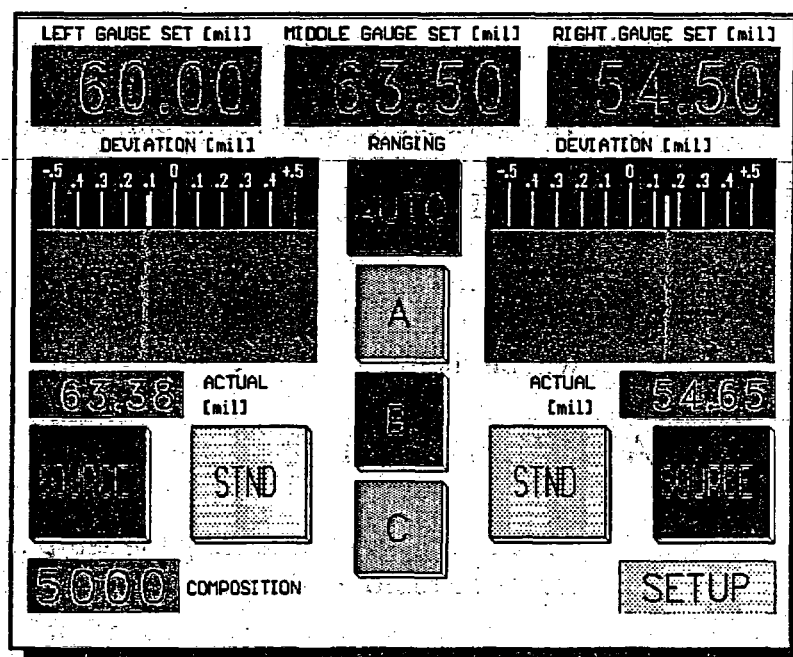 LEFT GAUGE SET [mil] MIDDLE GAUGE SET [mil] RIGHT GAUGE SET [mil]
60.00 63.50 54.50
DEVIATION [mil] RANGING DEVIATION [mil]
-.5 .4 .3 .2 .1 0 .1 .2 .3 .4 +.5 -.5 .4 .3 .2 .1 0 .1 .2 .3 .4 +.5
AUTO
A
63.38 ACTUAL [mil] ACTUAL [mil] 54.65
B
SOURCE STND STND SOURCE
C
5000 COMPOSITION SETUP